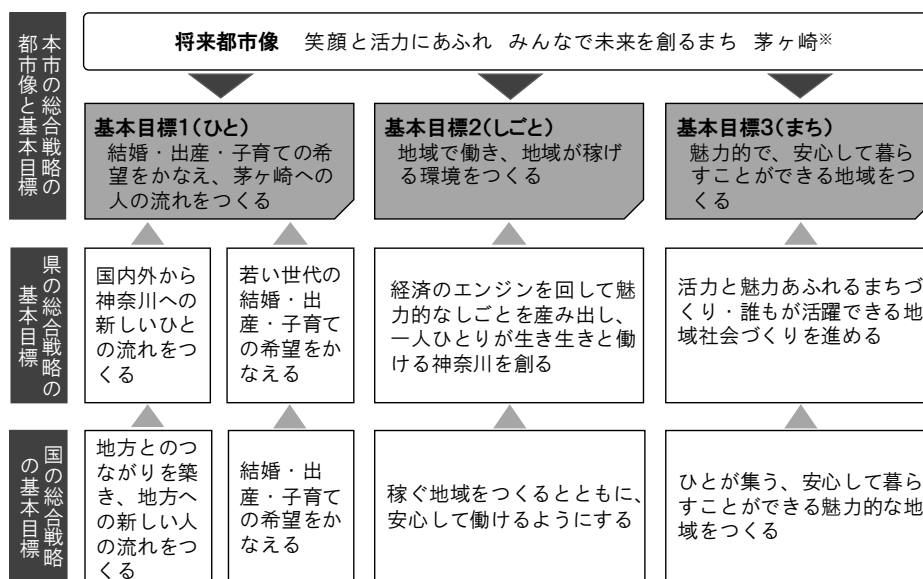 本市の総合戦略の
都市像と基本目標
将来都市像 笑顔と活力にあふれ みんなで未来を創るまち 茅ヶ崎※
基本目標1(ひと)
結婚・出産・子育ての希
望をかなえ、茅ヶ崎への
人の流れをつくる
基本目標2(しごと)
地域で働き、地域が稼げ
る環境をつくる
基本目標3(まち)
魅力的で、安心して暮ら
すことができる地域をつ
くる
県の総合戦略の
基本目標
国内外から
神奈川への
新しいひと
の流れをつ
くる
若い世代の
結婚・出
産・子育て
の希望をか
なえる
経済のエンジンを回して魅
力的なしごとを産み出し、
一人ひとりが生き生きと働
ける神奈川を創る
活力と魅力あふれるまちづ
くり・誰もが活躍できる地
域社会づくりを進める
国の総合戦略
の基本目標
地方とのつ
ながりを築
き、地方へ
の新しい人
の流れをつ
くる
結婚・出
産・子育て
の希望をか
なえる
稼ぐ地域をつくるとともに、
安心して働けるようにする
ひとが集う、安心して暮ら
すことができる魅力的な地
域をつくる